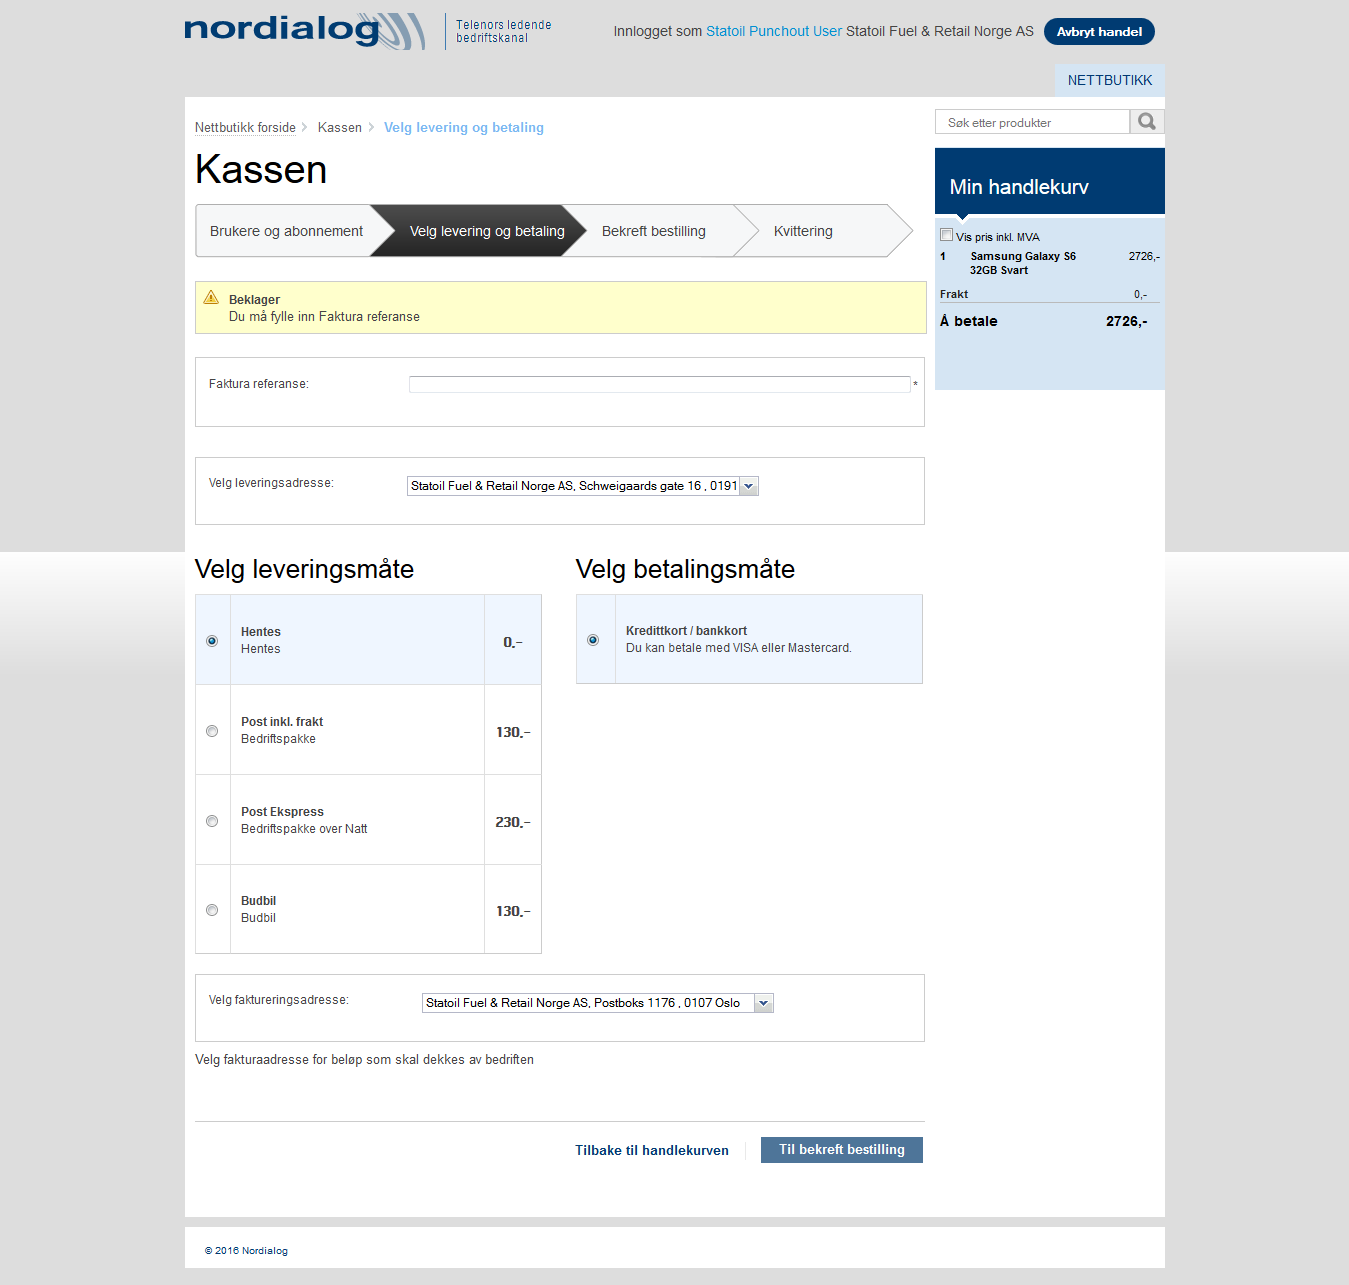 nordialog
Telenors ledende
bedriftskanal
Innlogget som Statoil Punchout User Statoil Fuel & Retail Norge AS
Avbryt handel
NETTBUTIKK
Nettbutikk forside
Kassen
Velg levering og betaling
Kassen
Brukere og abonnement
Velg levering og betaling
Bekreft bestilling
Kvittering
Beklager
Du må fylle inn Faktura referanse
Faktura referanse:
*
Velg leveringsadresse:
Statoil Fuel & Retail Norge AS, Schweigaards gate 16 , 0191
Velg leveringsmåte
Hentes
Hentes
0,-
Post inkl. frakt
Bedriftspakke
130,-
Post Ekspress
Bedriftspakke over Natt
230,-
Budbil
Budbil
130,-
Velg betalingsmåte
Kredittkort / bankkort
Du kan betale med VISA eller Mastercard.
Velg faktureringsadresse:
Statoil Fuel & Retail Norge AS, Postboks 1176 , 0107 Oslo
Velg fakturaadresse for beløp som skal dekkes av bedriften
Tilbake til handlekurven
Til bekreft bestilling
Søk etter produkter
Min handlekurv
Vis pris inkl. MVA
1 Samsung Galaxy S6 2726,-
32GB Svart
Frakt 0,-
Å betale 2726,-
© 2016 Nordialog